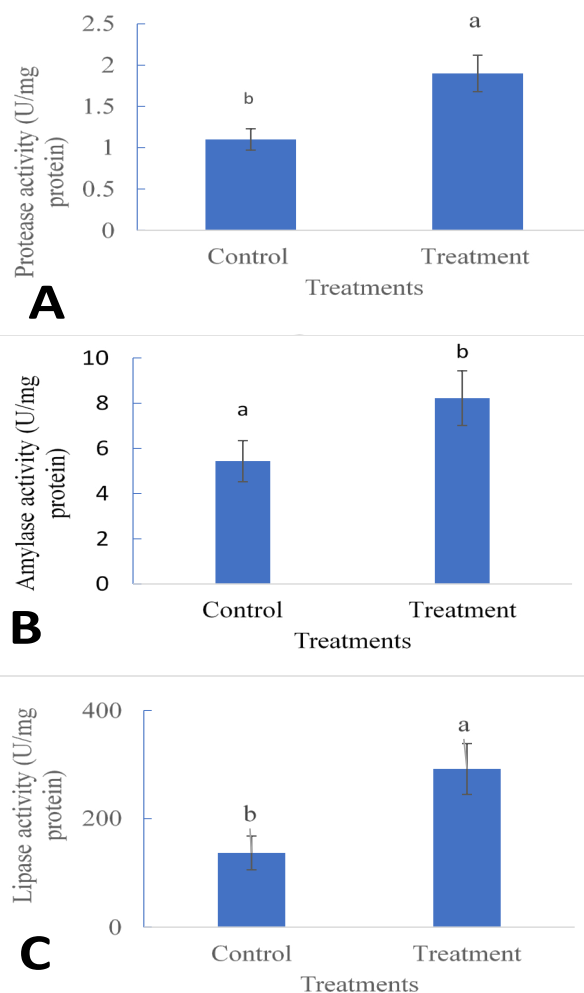 Protease activity (U/mg
protein)
2.5
2
1.5
1
0.5
0
b
a
Control
Treatment
Treatments
A
Amylase activity (U/mg
protein)
10
8
6
4
2
0
a
b
Control
Treatment
Treatments
B
Lipase activity (U/mg
protein)
400
200
0
b
a
Control
Treatment
Treatments
C